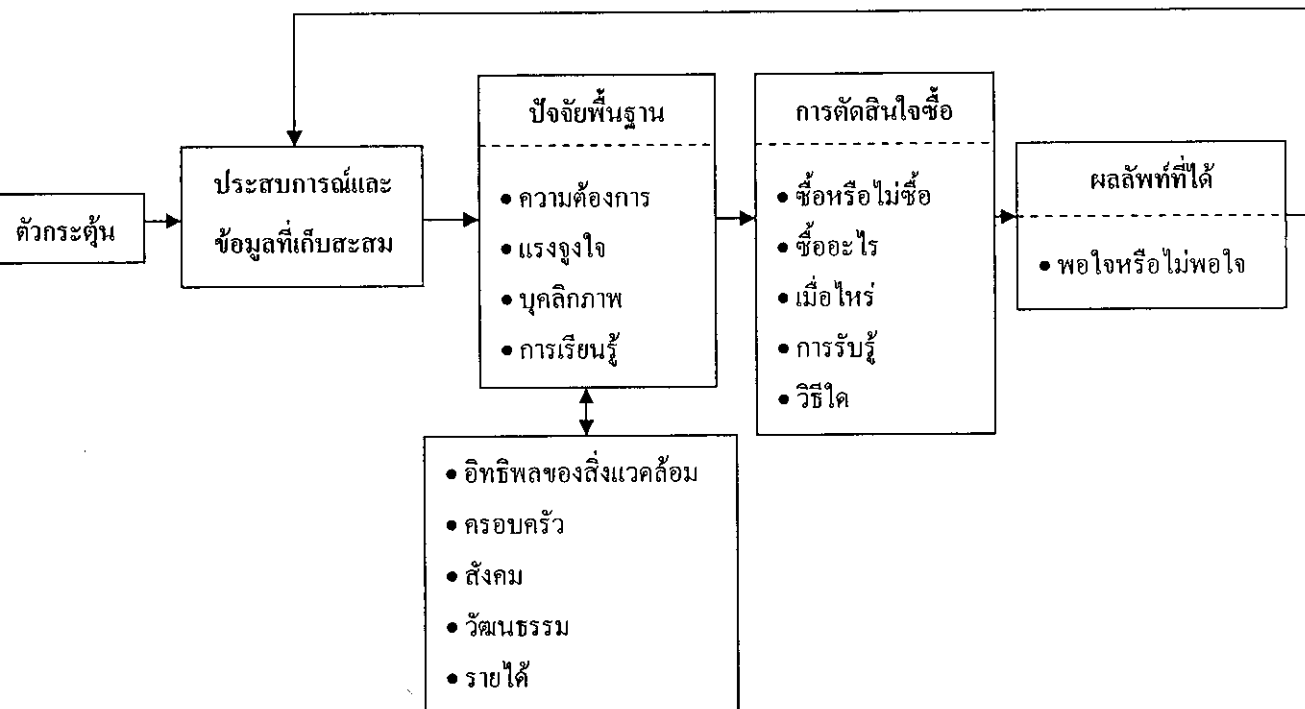 ตัวกระตุ้น
ประสบการณ์และ
ข้อมูลที่เก็บสะสม
ปัจจัยพื้นฐาน
• ความต้องการ
• แรงจูงใจ
• บุคลิกภาพ
• การเรียนรู้
• อิทธิพลของสิ่งแวดล้อม
• ครอบครัว
• สังคม
• วัฒนธรรม
• รายได้
การตัดสินใจซื้อ
• ซื้อหรือไม่ซื้อ
• ซื้ออะไร
• เมื่อไหร่
• การรับรู้
• วิธีใด
ผลลัพท์ที่ได้
• พอใจหรือไม่พอใจ